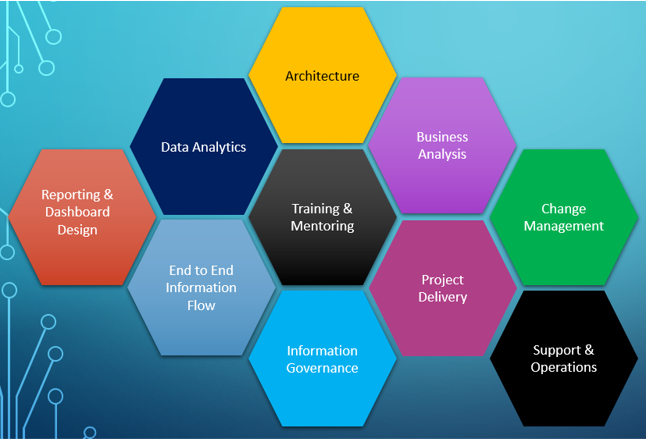 Architecture
Data Analytics
Business
Analysis
Reporting &
Dashboard
Design
Training &
Mentoring
Change
Management
End to End
Information
Flow
Project
Delivery
Information
Governance
Support &
Operations